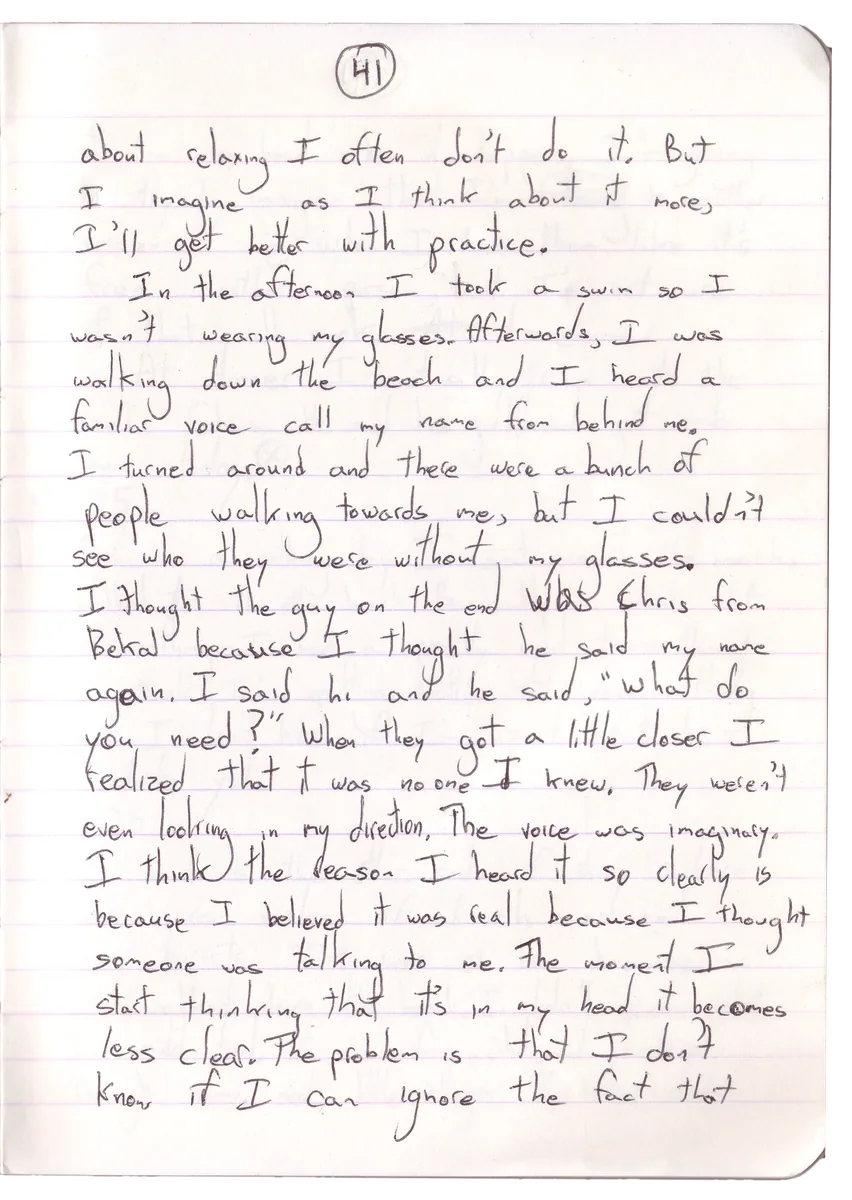 41
about relaxing I often don't do it. But
I imagine as I think about it more,
I'll get better with practice.
In the afternoon I took a swim so I
wasn't wearing my glasses. Afterwards, I was
walking down the beach and I heard a
familiar voice call my name from behind me.
I turned around and there were a bunch of
people walking towards me, but I couldn't
see who they were without my glasses.
I thought the guy on the end was Chris from
because I thought he said my name
again. I said hi and he said, "what do
you need?" When they got a little closer I
realized that it was no one I knew. They weren't
even looking in my direction. The voice was imaginary.
I think the reason I heard it so clearly is
because I believed it was real because I thought
someone was talking to me. The moment I
start thinking that it's in my head it becomes
less clear. The problem is that I don't
know if I can ignore the fact that